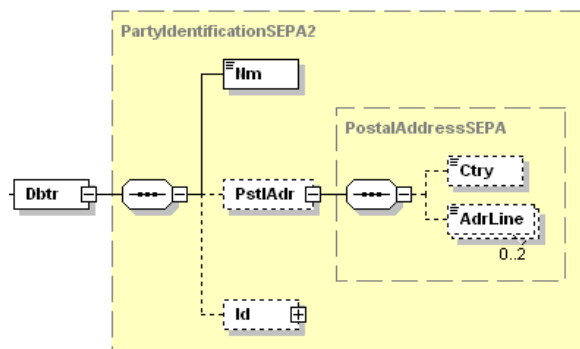 PartyIdentificationSEPA2
Nm
PostalAddressSEPA
Ctry
Dbtr
PstlAdr
AdrLine
0..2
Id